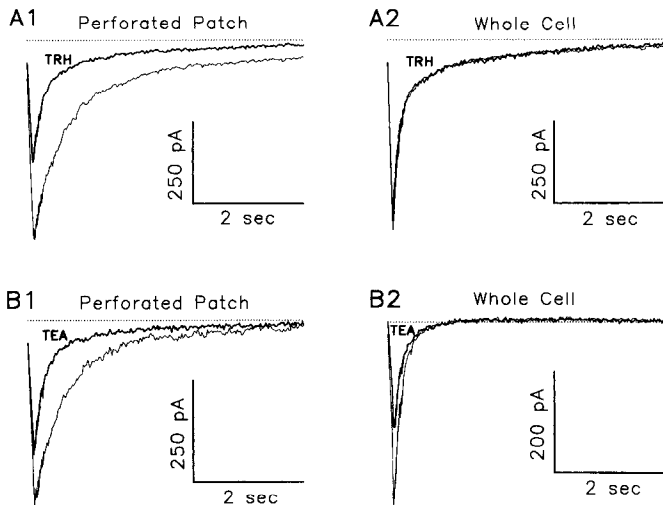 A1 Perforated Patch
TRH
250 pA
2 sec
A2 Whole Cell
TRH
250 pA
2 sec
B1 Perforated Patch
TEA
250 pA
2 sec
B2 Whole Cell
TEA
200 pA
2 sec